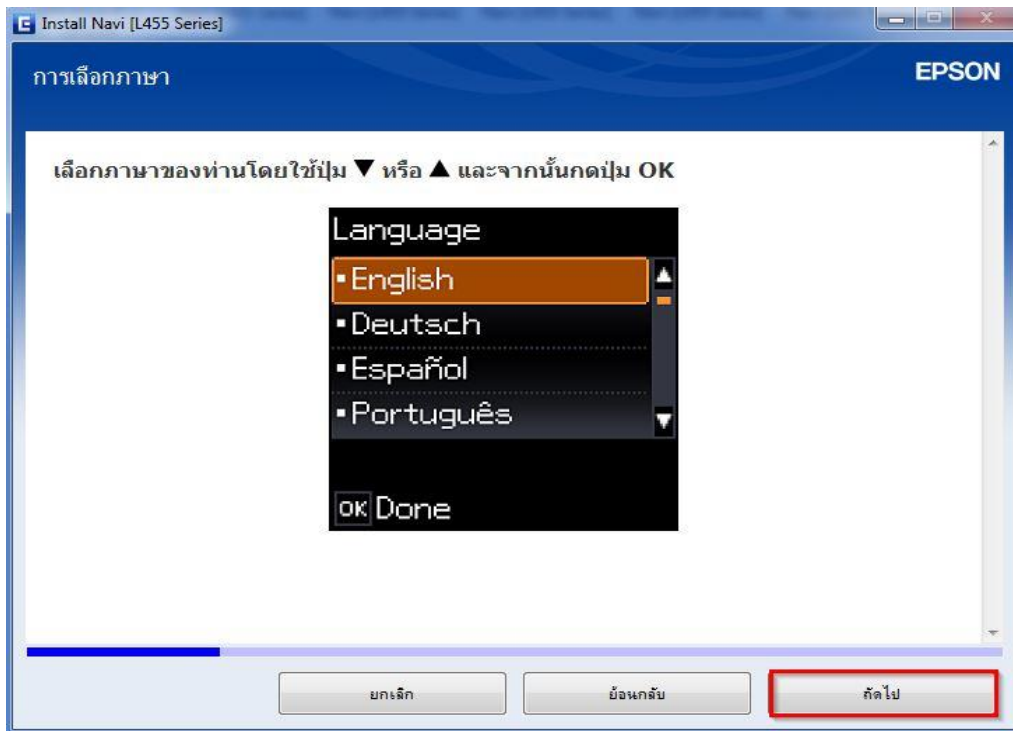 Install Navi [L455 Series]
การเลือกภาษา
EPSON
เลือกภาษาของท่านโดยใช้ปุ่ม ▼ หรือ ▲ และจากนั้นกดปุ่ม OK
Language
▪English
▪Deutsch
▪Español
▪Português
OK Done
ยกเลิก
ย้อนกลับ
ถัดไป